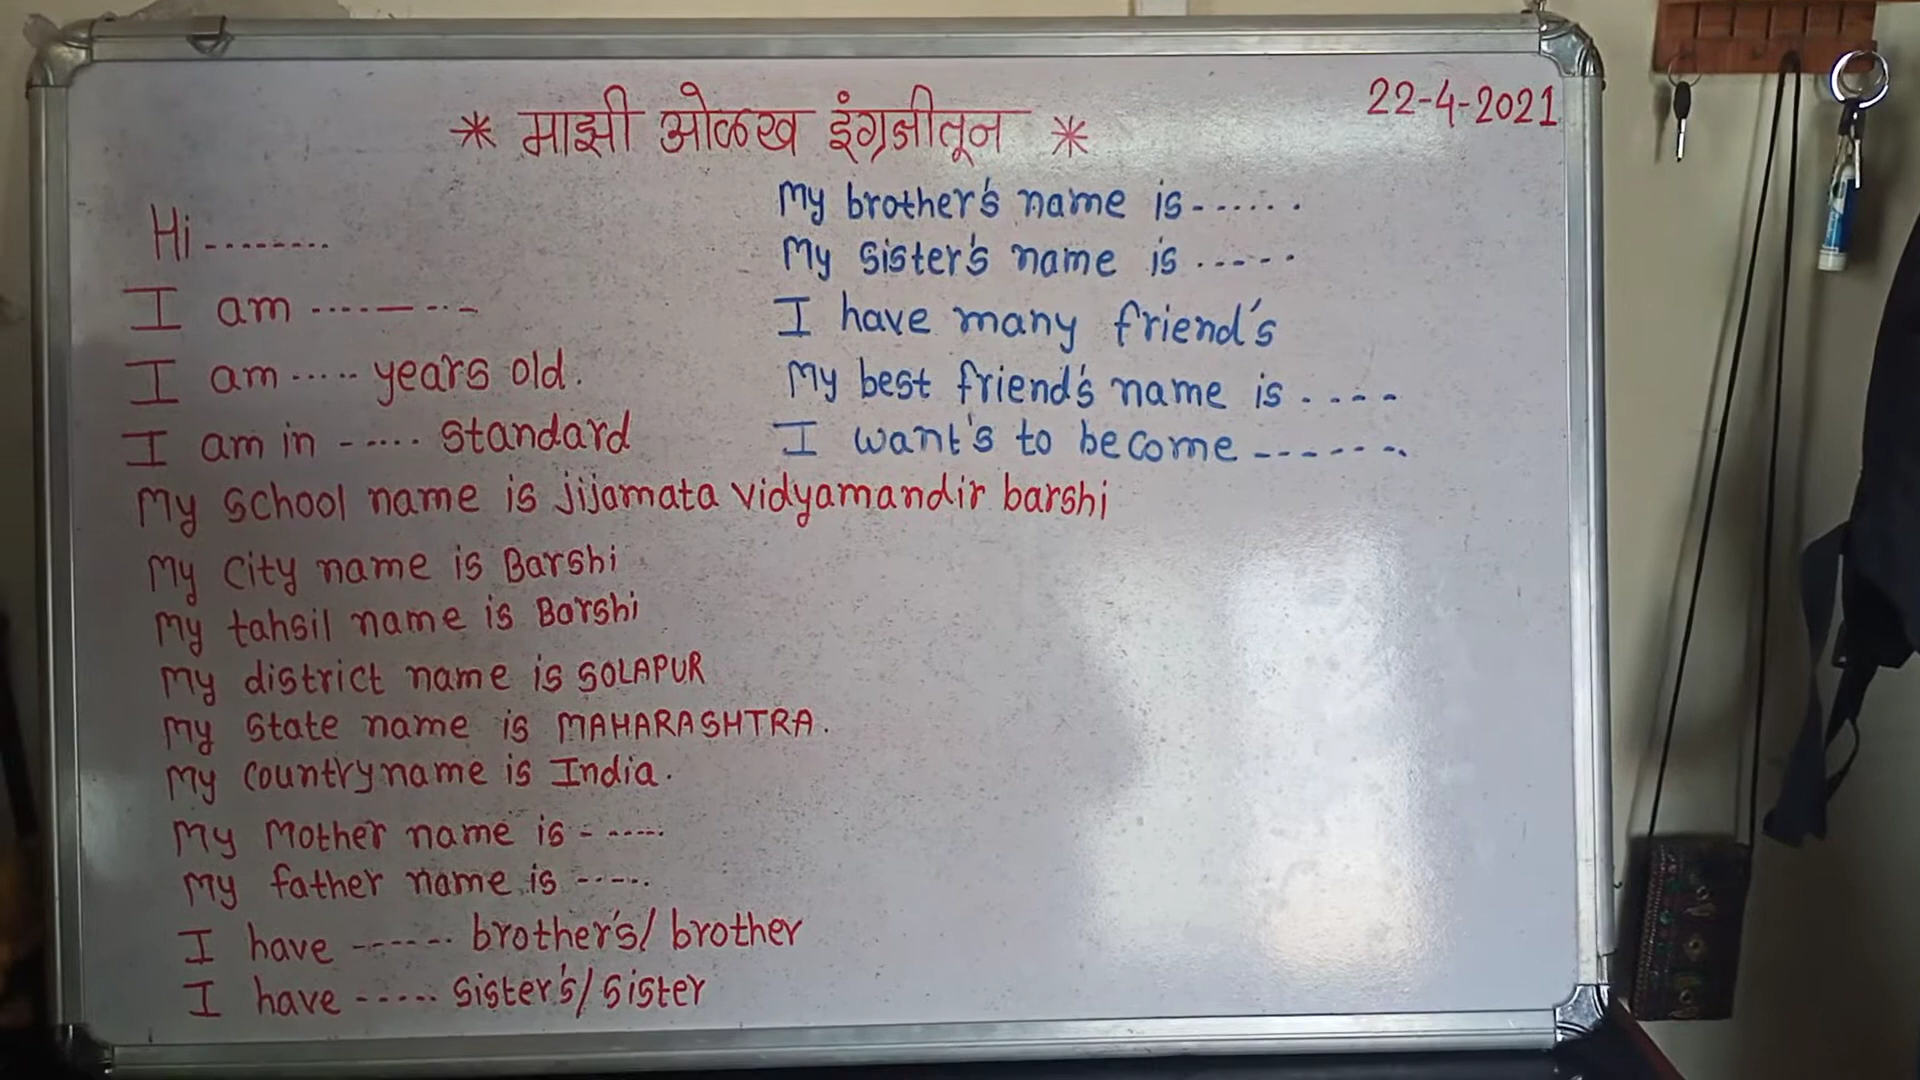 * माझी ओळख इंग्रजीतून *
22-4-2021
Hi --------
I am ---------
I am ----- years old.
I am in ----- standard
My school name is jijamata vidyamandir barshi
My city name is Barshi
My tahsil name is Barshi
My district name is SOLAPUR
My state name is MAHARASHTRA.
My country name is India.
My Mother name is ------
My father name is -----
I have ------ brother's/ brother
I have ----- sister's/ sister
My brother's name is ------
My sister's name is -----
I have many friend's
My best friend's name is ----
I want's to become -------